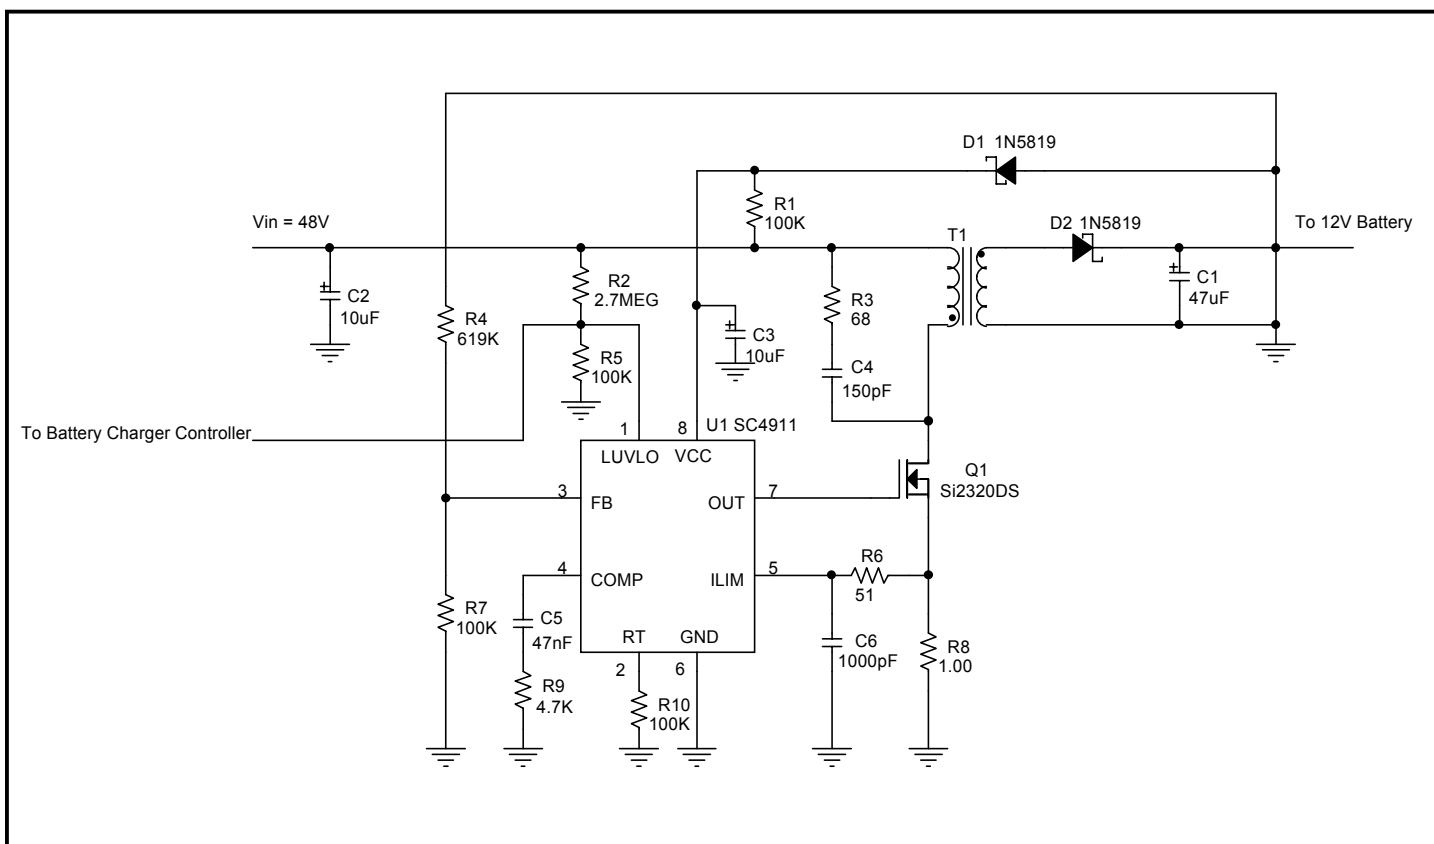 D1 1N5819
R1
100K
Vin = 48V
T1
D2 1N5819
To 12V Battery
+
C2
10uF
R2
2.7MEG
R3
68
+
C1
47uF
R4
619K
R5
100K
+
C3
10uF
C4
150pF
To Battery Charger Controller
1
8
U1 SC4911
LUVLO
VCC
Q1
Si2320DS
3
FB
OUT
7
4
COMP
ILIM
5
R6
51
R7
100K
C5
47nF
RT
GND
C6
1000pF
R8
1.00
2
6
R9
4.7K
R10
100K